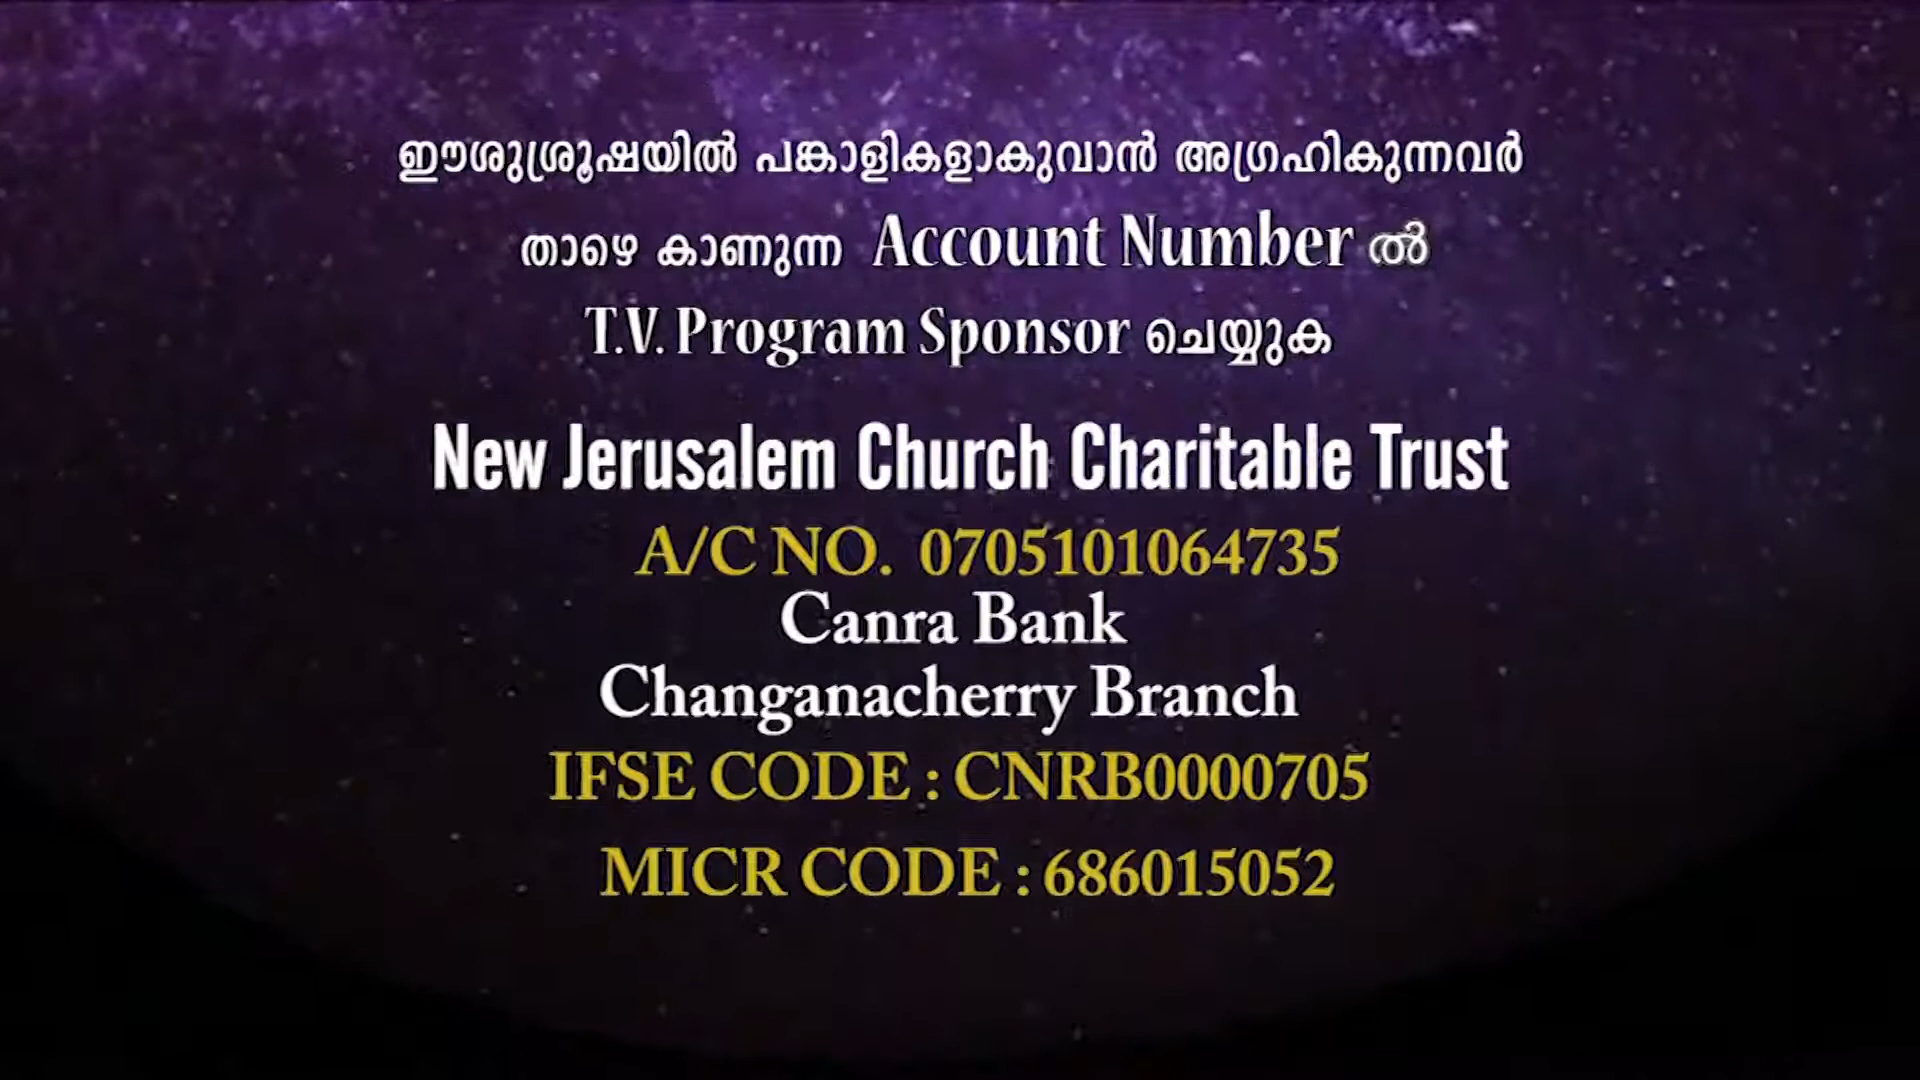 ഈശുശ്രൂഷയിൽ പങ്കാളികളാകുവാൻ അഗ്രഹികുന്നവർ
താഴെ കാണുന്ന Account Number ൽ
T.V. Program Sponsor ചെയ്യുക
New Jerusalem Church Charitable Trust
A/C NO. 0705101064735
Canra Bank
Changanacherry Branch
IFSE CODE : CNRB0000705
MICR CODE : 686015052